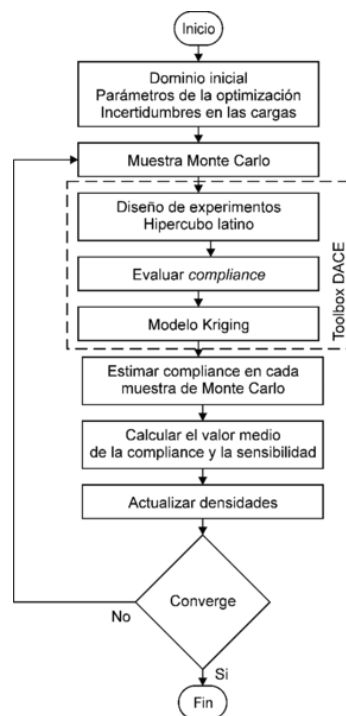 Inicio
Dominio inicial
Parámetros de la optimización
Incertidumbres en las cargas
Muestra Monte Carlo
Diseño de experimentos
Hipercubo latino
Evaluar compliance
Modelo Kriging
Toolbox DACE
Estimar compliance en cada
muestra de Monte Carlo
Calcular el valor medio
de la compliance y la sensibilidad
Actualizar densidades
Converge
No
Si
Fin